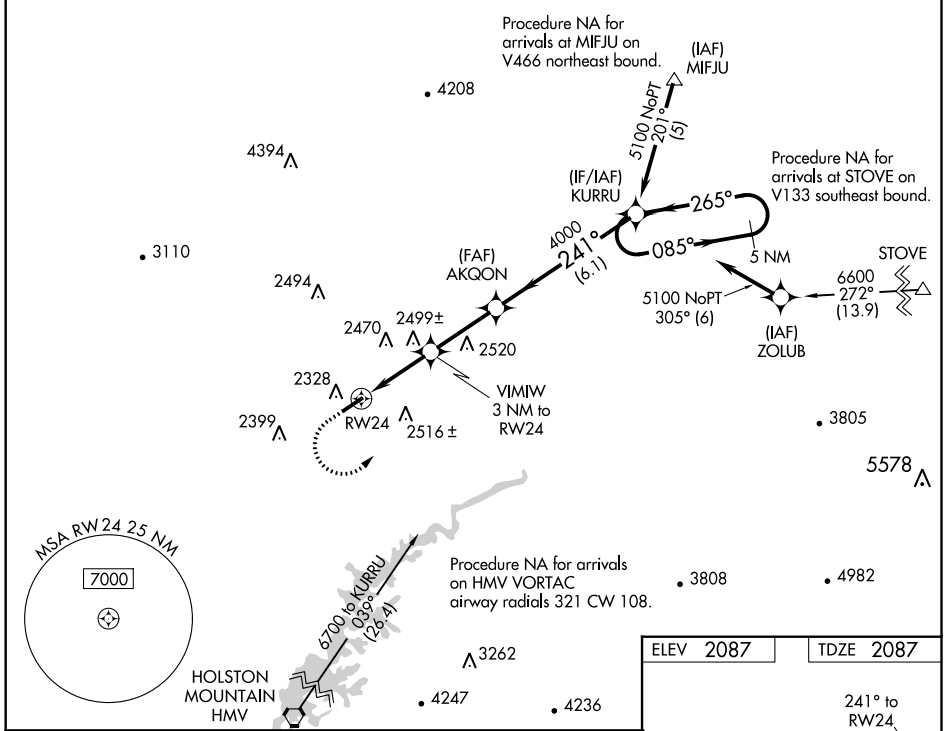 Procedure NA for
arrivals at MIFJU on
V466 northeast bound.
(IAF)
MIFJU
4208
5100 NoPT
201°
(5)
4394
Procedure NA for
arrivals at STOVE on
V133 southeast bound.
(IF/IAF)
KURRU
265°
085°
5 NM
4000
241°
(6.1)
(FAF)
AKQON
3110
STOVE
6600
272°
(13.9)
5100 NoPT
305° (6)
(IAF)
ZOLUB
2494
2470
2499±
2520
VIMIW
3 NM to
RW24
2328
RW24
2399
2516±
3805
5578
MSA RW24 25 NM
7000
Procedure NA for arrivals
on HMV VORTAC
airway radials 321 CW 108.
6700 to KURRU
039°
(26.4)
3808
4982
3262
HOLSTON
MOUNTAIN
HMV
4247
4236
ELEV 2087
TDZE 2087
241° to
RW24